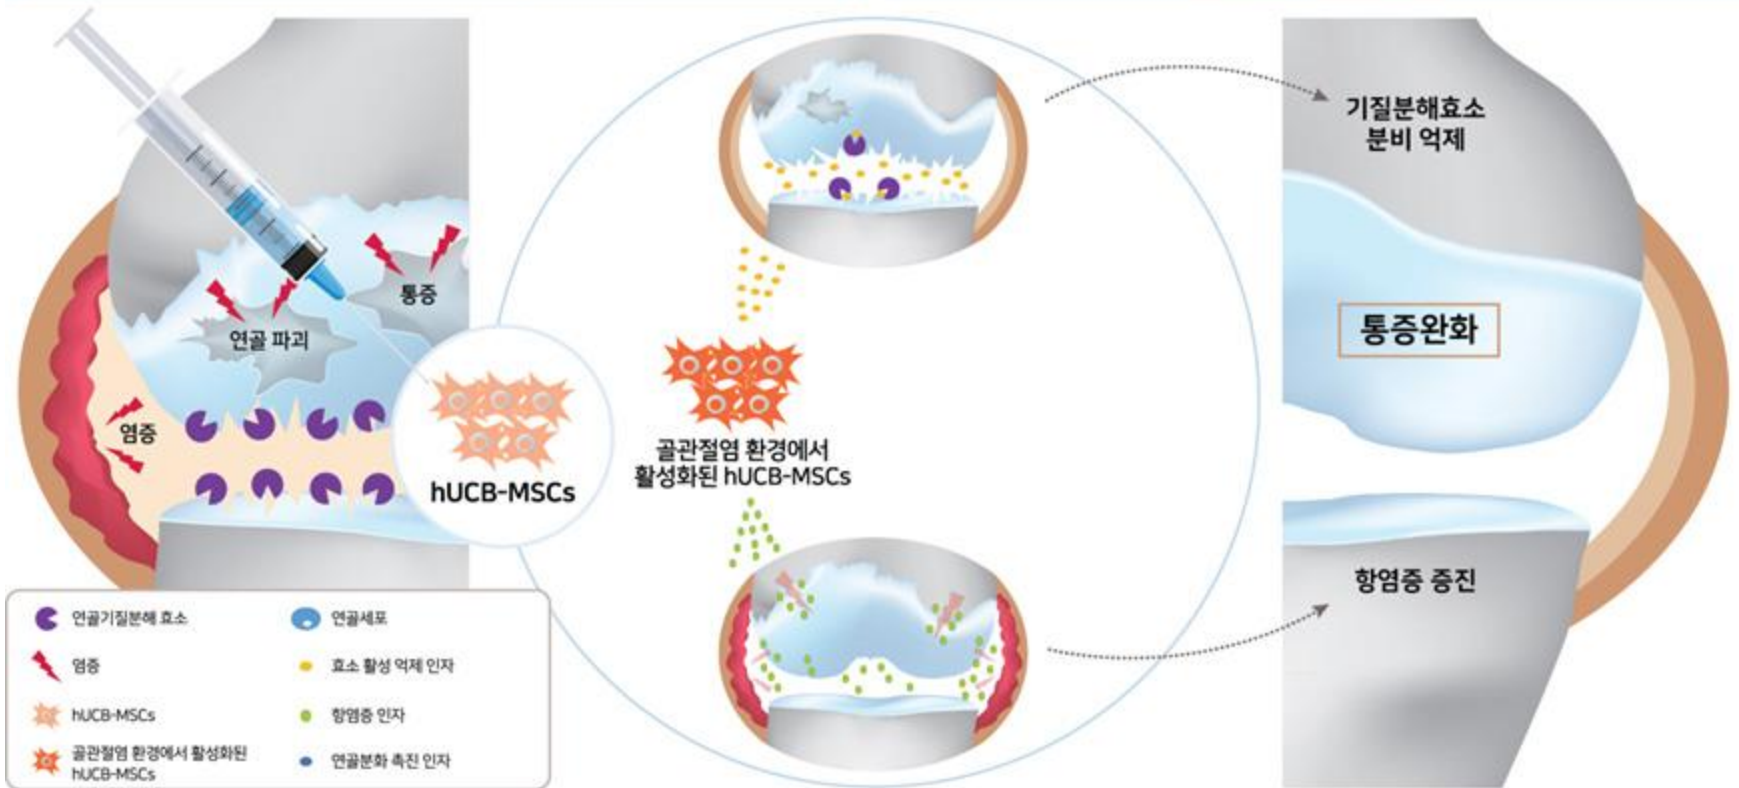 통증
연골 파괴
염증
hUCB-MSCs
골관절염 환경에서
활성화된 hUCB-MSCs
기질분해효소
분비 억제
통증완화
항염증 증진
연골기질분해 효소
연골세포
염증
효소 활성 억제 인자
hUCB-MSCs
항염증 인자
골관절염 환경에서 활성화된
hUCB-MSCs
연골분화 촉진 인자